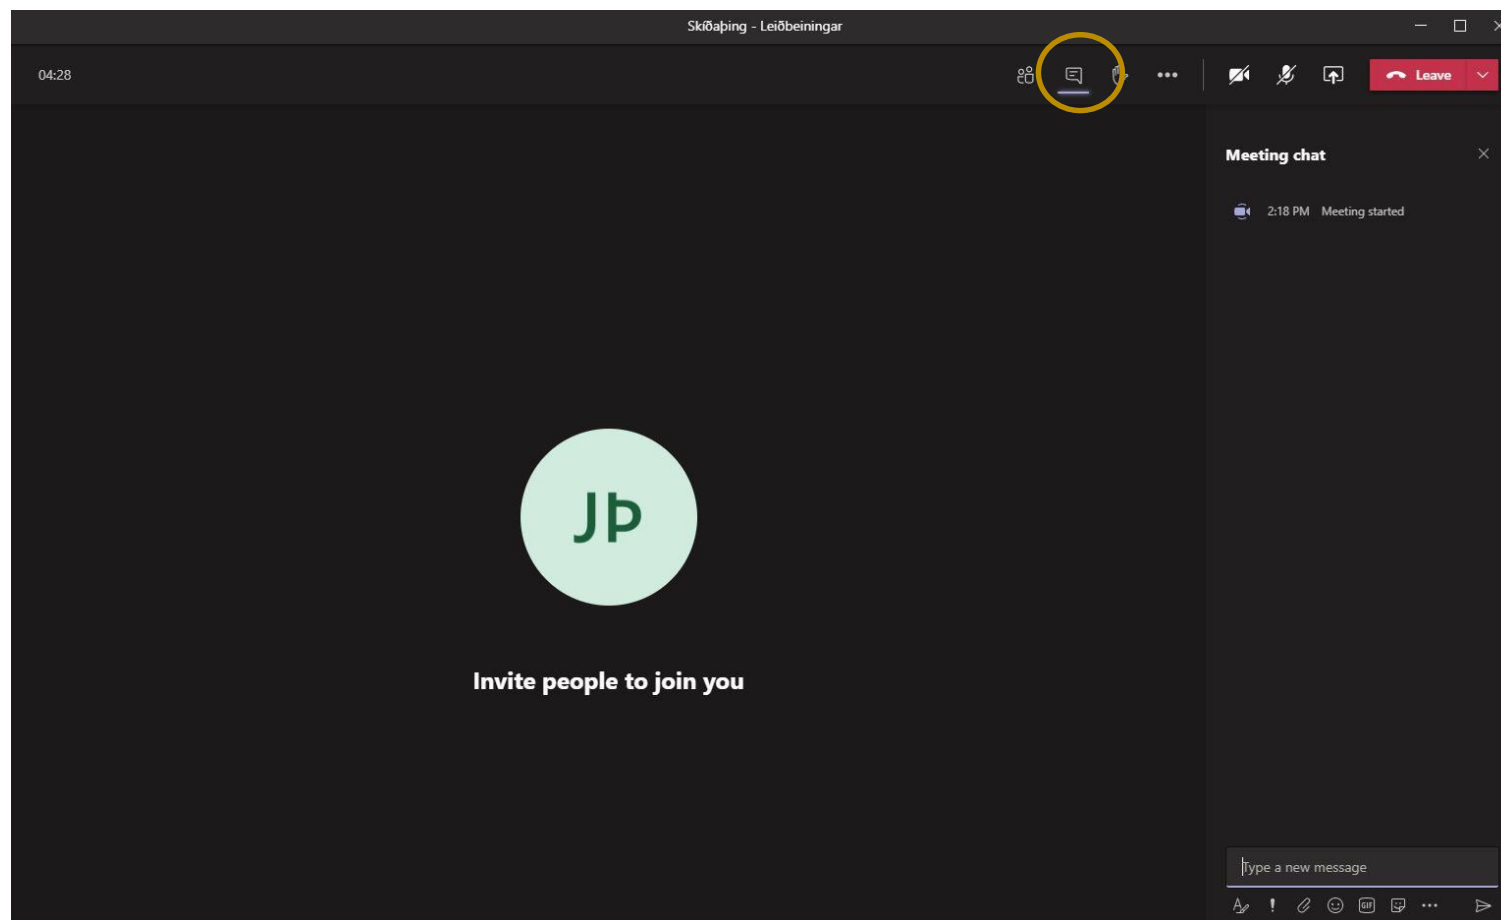 Skíðaþing - Leiðbeiningar
04:28
Leave
Meeting chat
2:18 PM Meeting started
JÞ
Invite people to join you
Type a new message
GIF